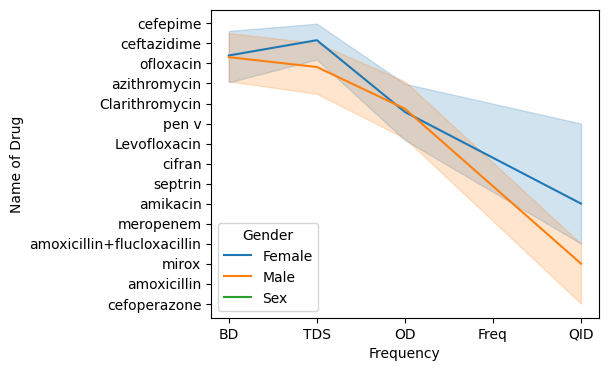 cefepime
ceftazidime
ofloxacin
azithromycin
Clarithromycin
pen v
Levofloxacin
cifran
septrin
amikacin
meropenem
amoxicillin+flucloxacillin
mirox
amoxicillin
cefoperazone
Name of Drug
Gender
Female
Male
Sex
BD TDS OD Freq QID
Frequency